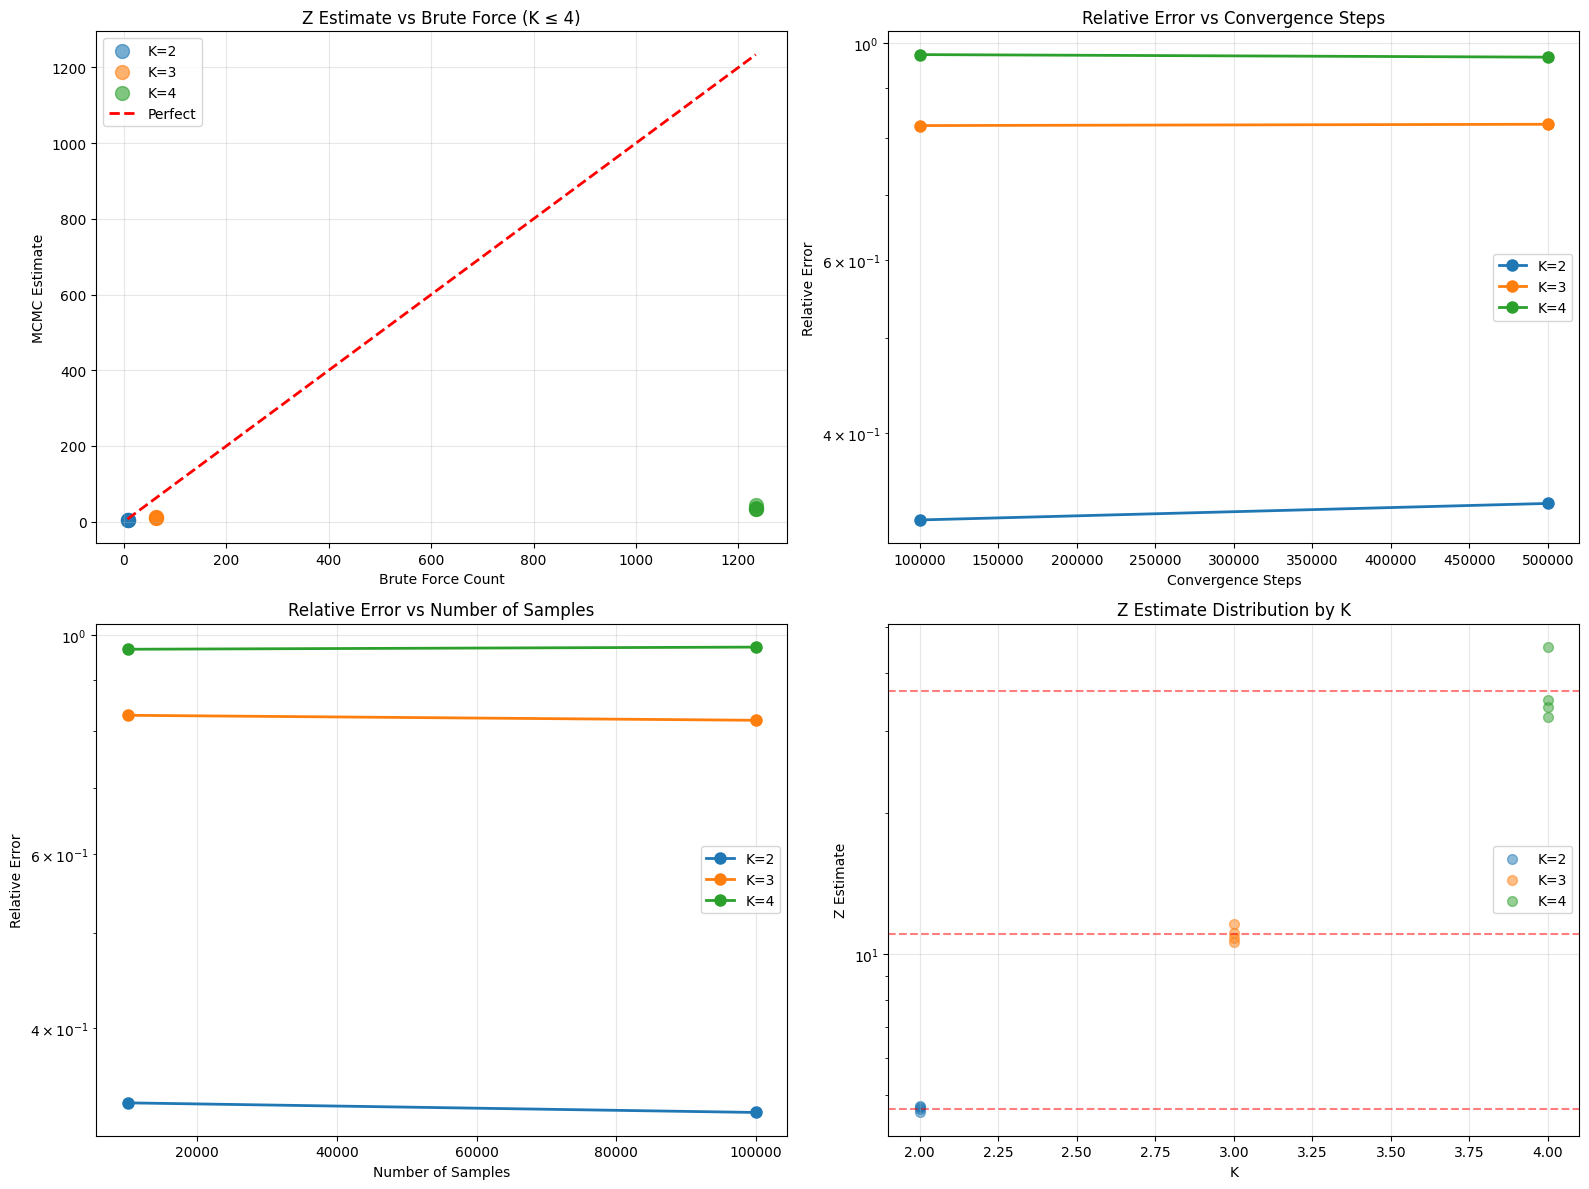 Z Estimate vs Brute Force (K ≤ 4)
MCMC Estimate
1200
1000
800
600
400
200
0
K=2
K=3
K=4
Perfect
0 200 400 600 800 1000 1200
Brute Force Count
Relative Error vs Convergence Steps
Relative Error
10⁰
6 × 10⁻¹
4 × 10⁻¹
K=2
K=3
K=4
100000 150000 200000 250000 300000 350000 400000 450000 500000
Convergence Steps
Relative Error vs Number of Samples
Relative Error
10⁰
6 × 10⁻¹
4 × 10⁻¹
K=2
K=3
K=4
20000 40000 60000 80000 100000
Number of Samples
Z Estimate Distribution by K
Z Estimate
10¹
K=2
K=3
K=4
2.00 2.25 2.50 2.75 3.00 3.25 3.50 3.75 4.00
K